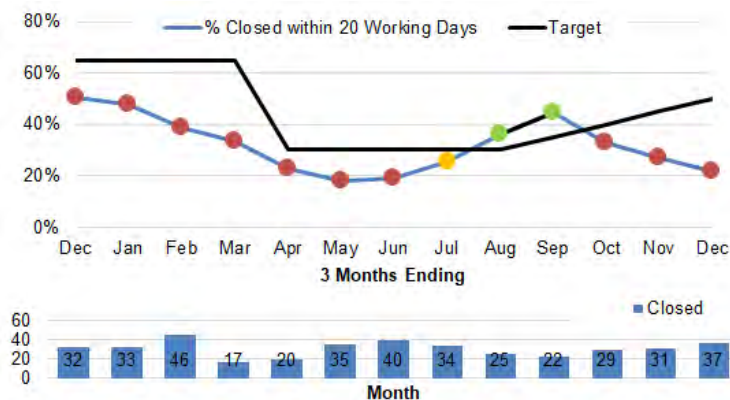 80%
% Closed within 20 Working Days Target
60%
40%
20%
0%
Dec Jan Feb Mar Apr May Jun Jul Aug Sep Oct Nov Dec
3 Months Ending
Closed
60
40
20
0
32 33 46 17 20 35 40 34 25 22 29 31 37
Month